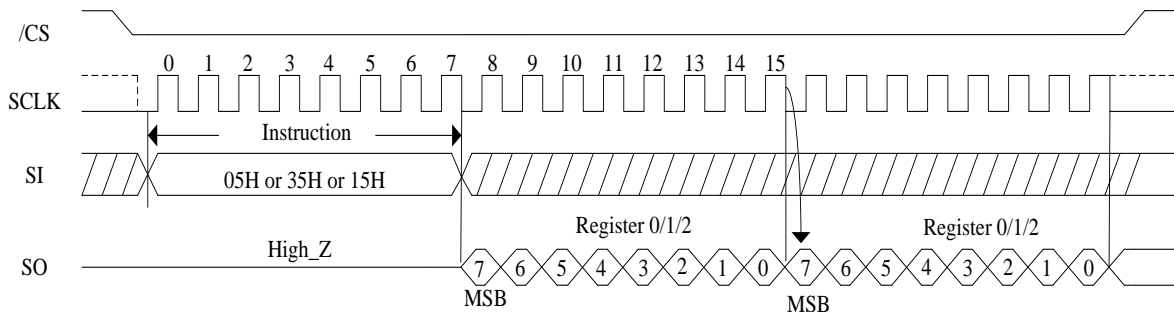 /CS
0 1 2 3 4 5 6 7 8 9 10 11 12 13 14 15
SCLK
Instruction
SI
05H or 35H or 15H
Register 0/1/2 Register 0/1/2
High_Z
SO
7 6 5 4 3 2 1 0 7 6 5 4 3 2 1 0
MSB MSB